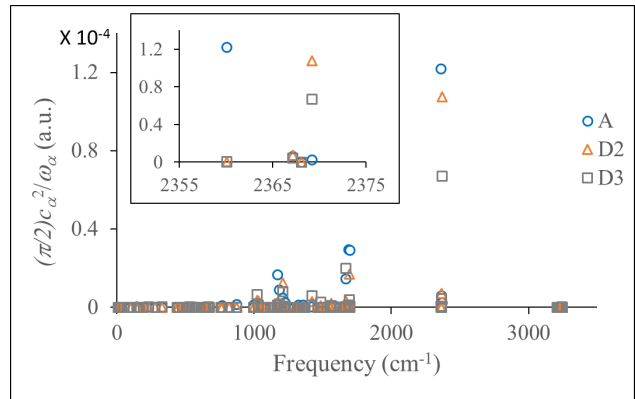 X 10⁻⁴
1.2
0.8
0.4
0
2355
2365
2375
1.2
0.8
0.4
0
A
D2
D3
0
1000
2000
3000
(π/2)cα²/ωα (a.u.)
Frequency (cm⁻¹)